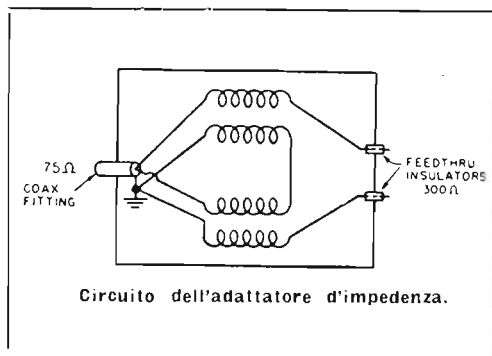 75Ω
COAX
FITTING
FEEDTHRU
INSULATORS
300Ω
Circuito dell'adattatore d'impedenza.